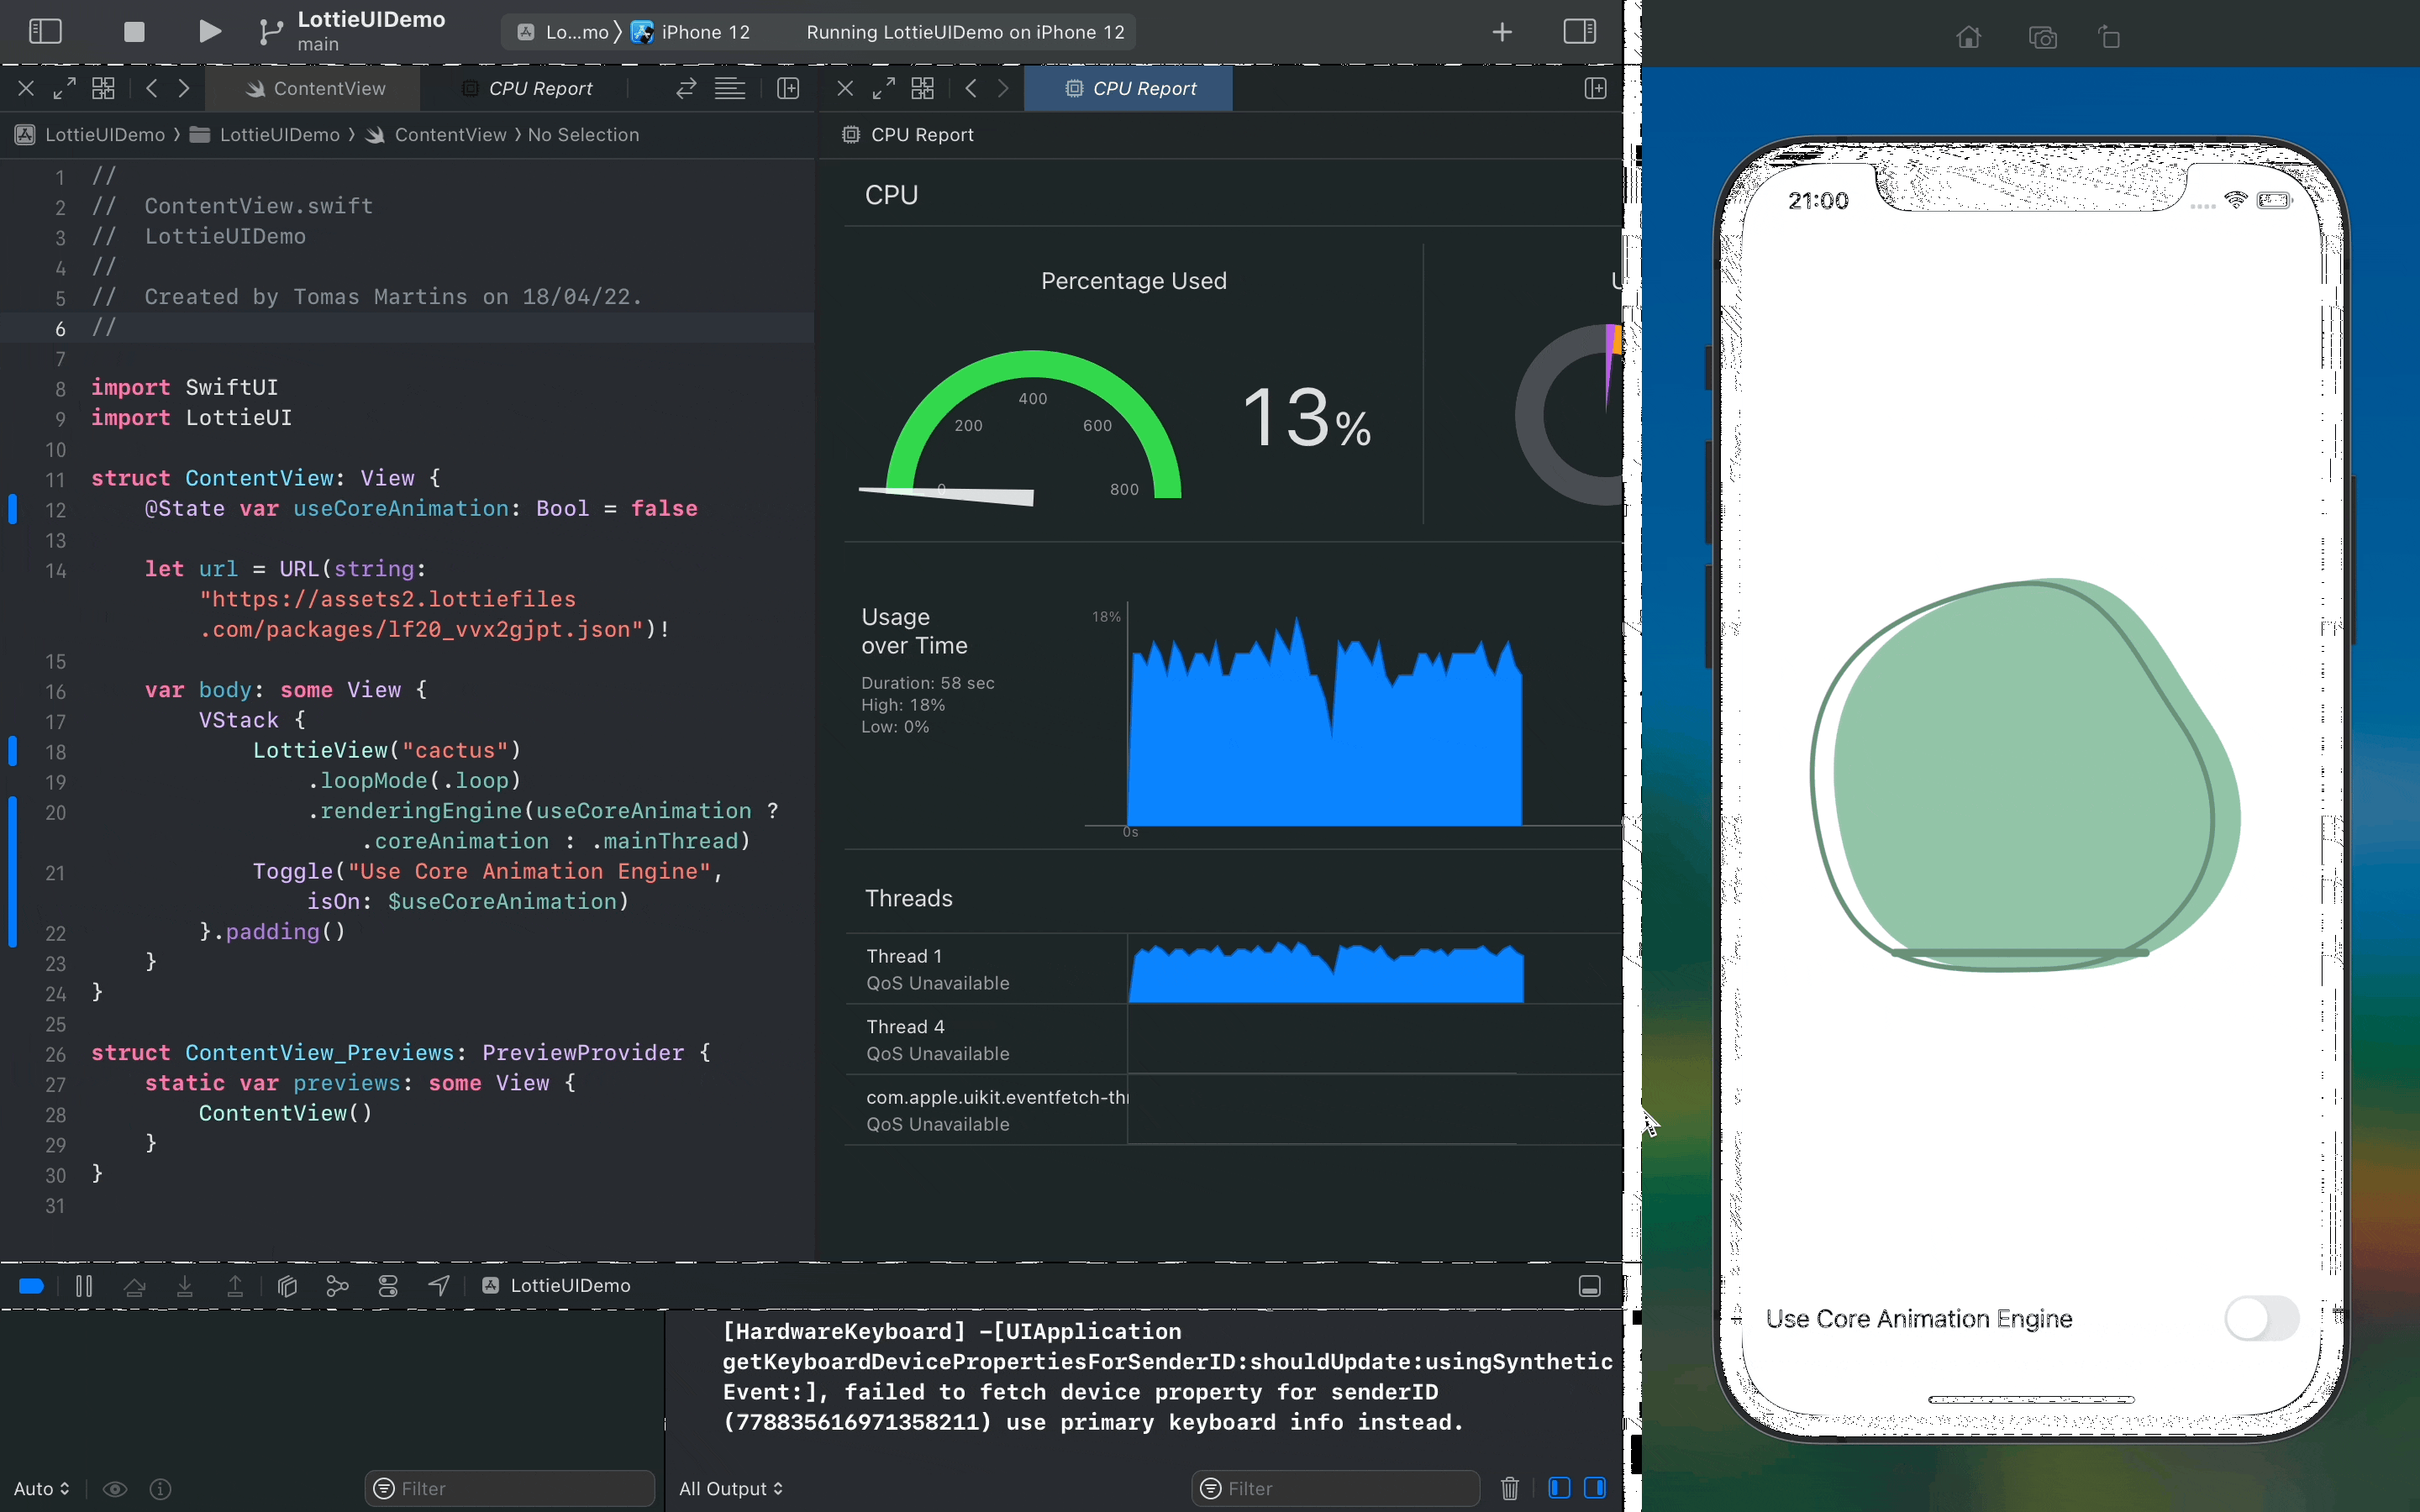 LottieUIDemo
main
Lo...mo
iPhone 12
Running LottieUIDemo on iPhone 12
ContentView
CPU Report
CPU Report
LottieUIDemo
LottieUIDemo
ContentView
No Selection
CPU Report
1 //
2 //  ContentView.swift
3 //  LottieUIDemo
4 //
5 //  Created by Tomas Martins on 18/04/22.
6 //
7
8 import SwiftUI
9 import LottieUI
10
11 struct ContentView: View {
12     @State var useCoreAnimation: Bool = false
13
14     let url = URL(string:
"https://assets2.lottiefiles
.com/packages/lf20_vvx2gjpt.json")!
15
16     var body: some View {
17         VStack {
18             LottieView("cactus")
19                 .loopMode(.loop)
20                 .renderingEngine(useCoreAnimation ?
.coreAnimation : .mainThread)
21             Toggle("Use Core Animation Engine",
isOn: $useCoreAnimation)
22         }.padding()
23     }
24 }
25
26 struct ContentView_Previews: PreviewProvider {
27     static var previews: some View {
28         ContentView()
29     }
30 }
31
CPU
Percentage Used
0
200
400
600
800
13%
Usage
over Time
Duration: 58 sec
High: 18%
Low: 0%
18%
0s
Threads
Thread 1
QoS Unavailable
Thread 4
QoS Unavailable
com.apple.uikit.eventfetch-thr
QoS Unavailable
LottieUIDemo
[HardwareKeyboard] -[UIApplication
getKeyboardDevicePropertiesForSenderID:shouldUpdate:usingSynthetic
Event:], failed to fetch device property for senderID
(778835616971358211) use primary keyboard info instead.
Auto
Filter
All Output
Filter
21:00
Use Core Animation Engine